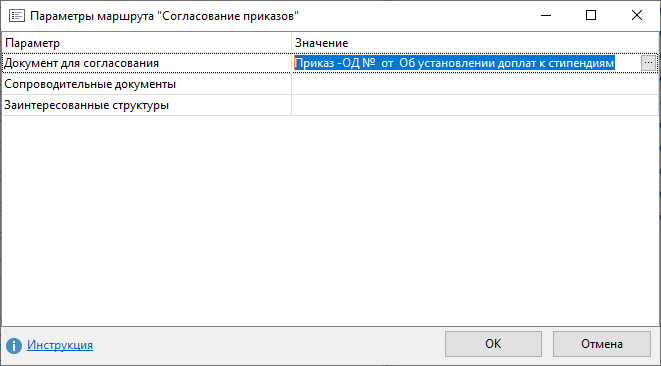 Параметры маршрута "Согласование приказов"
Параметр Значение
Документ для согласования Приказ -ОД № от Об установлении доплат к стипендиям ...
Сопроводительные документы
Заинтересованные структуры
Инструкция ОК Отмена